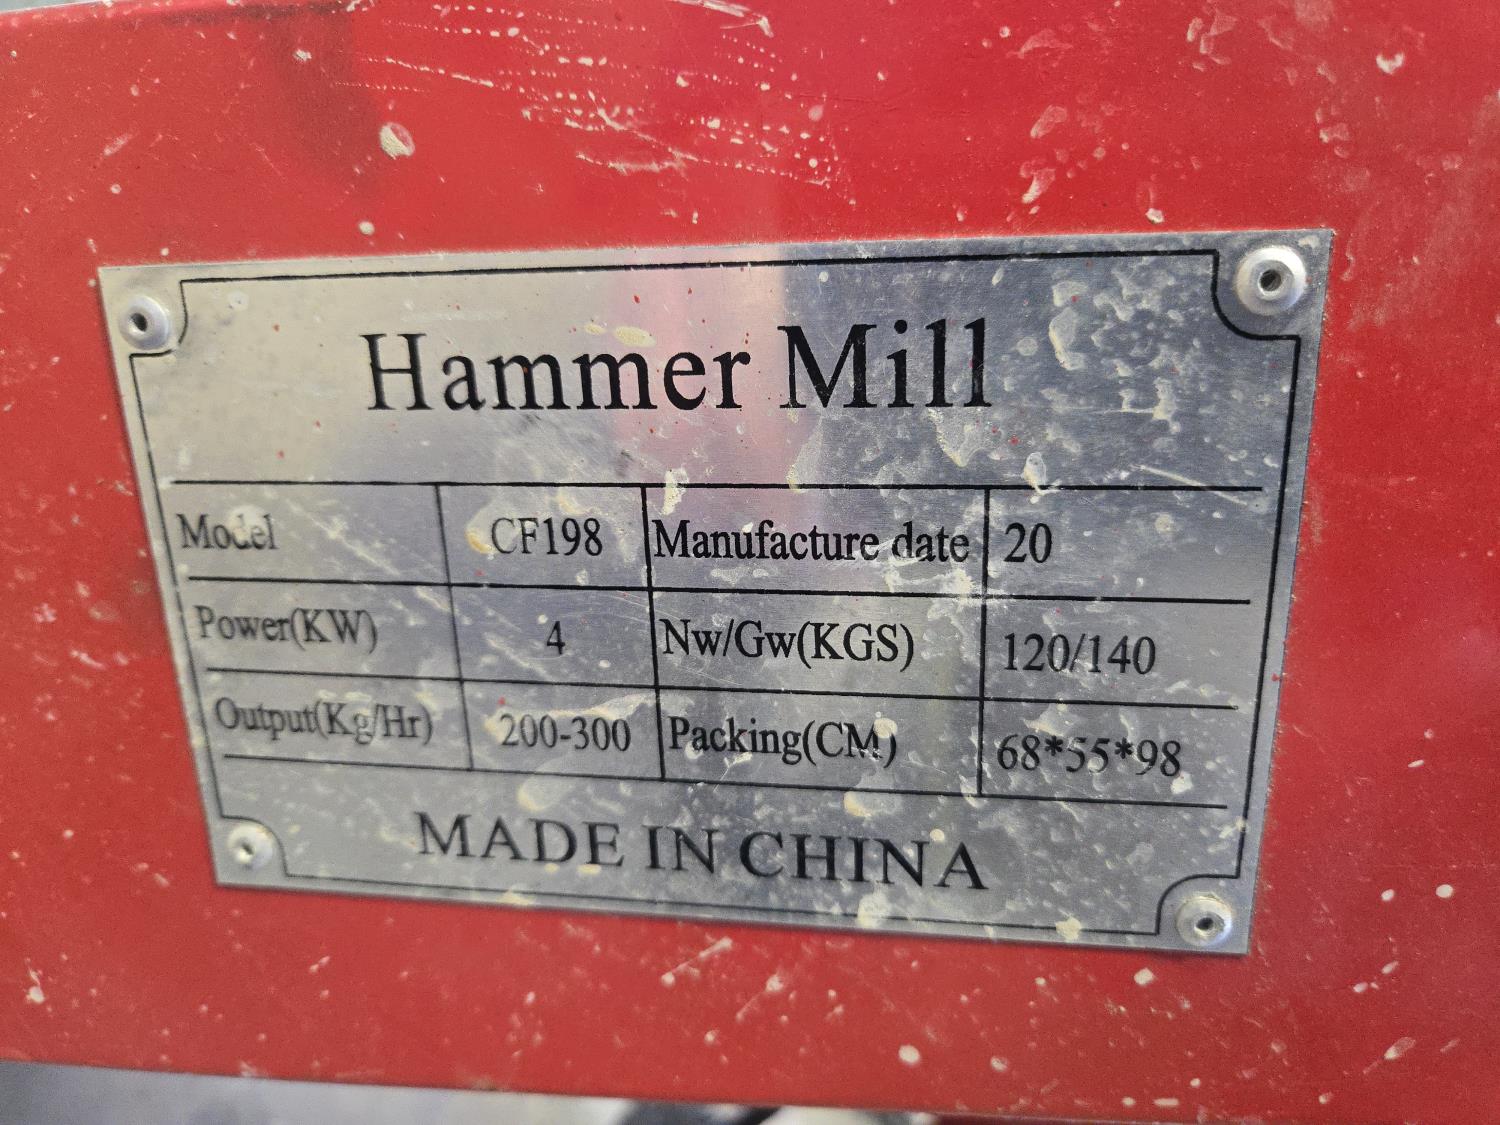 Hammer Mill
Model CF198 Manufacture date 20
Power(KW) 4 Nw/Gw(KGS) 120/140
Output(Kg/Hr) 200-300 Packing(CM) 68*55*98
MADE IN CHINA